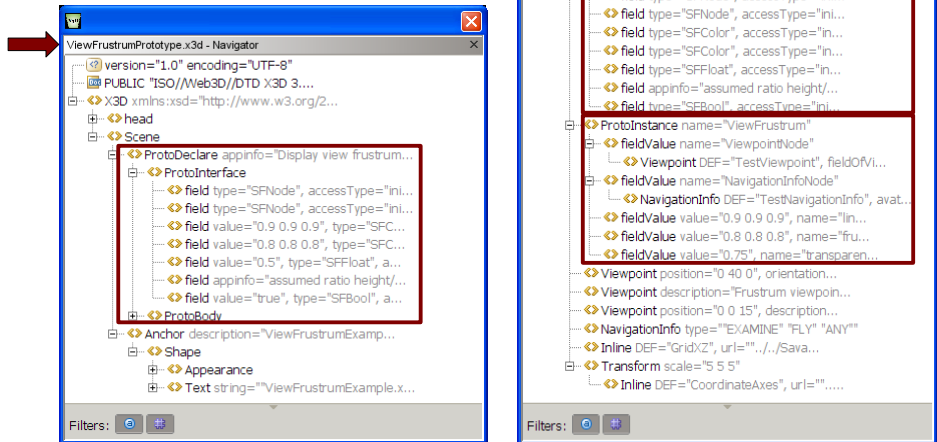 ViewFrustrumPrototype.x3d - Navigator
version="1.0" encoding="UTF-8"
PUBLIC "ISO//Web3D//DTD X3D 3....
X3D xmlns:xsd="http://www.w3.org/2...
head
Scene
ProtoDeclare appinfo="Display view frustrum...
ProtoInterface
field type="SFNode", accessType="ini...
field type="SFNode", accessType="ini...
field value="0.9 0.9 0.9", type="SFC...
field value="0.8 0.8 0.8", type="SFC...
field value="0.5", type="SFFloat", a...
field appinfo="assumed ratio height/...
field value="true", type="SFBool", a...
ProtoBody
Anchor description="ViewFrustrumExamp...
Shape
Appearance
Text string=""ViewFrustrumExample.x...
Filters:
field type="SFNode", accessType="ini...
field type="SFColor", accessType="in...
field type="SFColor", accessType="in...
field type="SFFloat", accessType="in...
field appinfo="assumed ratio height/...
field type="SFBool", accessType="ini...
ProtoInstance name="ViewFrustum"
fieldValue name="ViewpointNode"
Viewpoint DEF="TestViewpoint", fieldOfVi...
fieldValue name="NavigationInfoNode"
NavigationInfo DEF="TestNavigationInfo", avat...
fieldValue value="0.9 0.9 0.9", name="lin...
fieldValue value="0.8 0.8 0.8", name="fru...
fieldValue value="0.75", name="transparen...
Viewpoint position="0 40 0", orientation...
Viewpoint description="Frustrum viewpoin...
Viewpoint position="0 0 15", description...
NavigationInfo type=""EXAMINE" "FLY" "ANY""
Inline DEF="GridXZ", url=""../../Sava...
Transform scale="5 5 5"
Inline DEF="CoordinateAxes", url="".....
Filters: